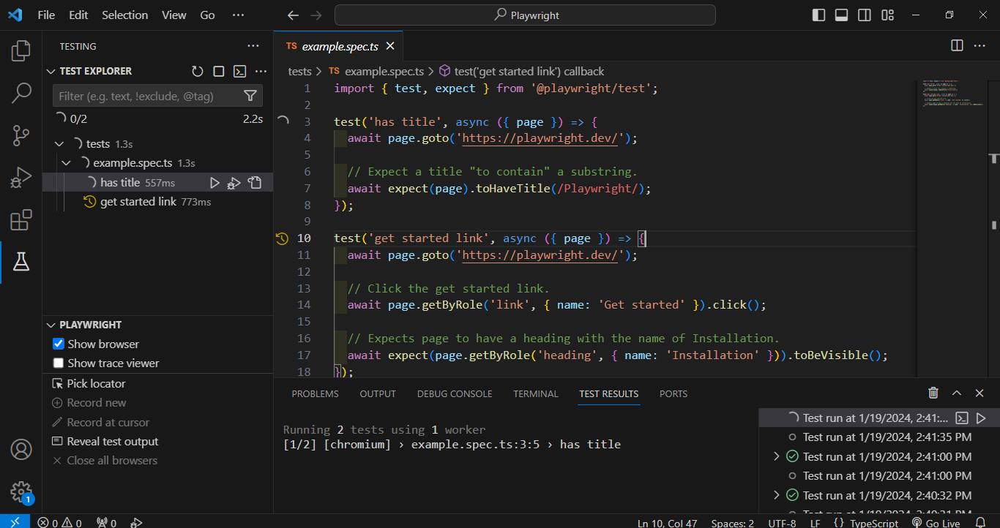 File Edit Selection View Go ···
Playwright
TESTING
TEST EXPLORER
Filter (e.g. text, !exclude, @tag)
0/2 2.2s
tests 1.3s
example.spec.ts 1.3s
has title 557ms
get started link 773ms
PLAYWRIGHT
Show browser
Show trace viewer
Pick locator
Record new
Record at cursor
Reveal test output
Close all browsers
1
TS example.spec.ts
tests > TS example.spec.ts > test('get started link') callback
1 import { test, expect } from '@playwright/test';
2
3 test('has title', async ({ page }) => {
4 await page.goto('https://playwright.dev/');
5
6 // Expect a title "to contain" a substring.
7 await expect(page).toHaveTitle(/Playwright/);
8 });
9
10 test('get started link', async ({ page }) => {
11 await page.goto('https://playwright.dev/');
12
13 // Click the get started link.
14 await page.getByRole('link', { name: 'Get started' }).click();
15
16 // Expects page to have a heading with the name of Installation.
17 await expect(page.getByRole('heading', { name: 'Installation' })).toBeVisible();
18 });
PROBLEMS OUTPUT DEBUG CONSOLE TERMINAL TEST RESULTS PORTS
Running 2 tests using 1 worker
[1/2] [chromium] › example.spec.ts:3:5 › has title
Test run at 1/19/2024, 2:41:...
Test run at 1/19/2024, 2:41:35 PM
Test run at 1/19/2024, 2:41:00 PM
Test run at 1/19/2024, 2:41:00 PM
Test run at 1/19/2024, 2:40:32 PM
Test run at 1/19/2024, 2:40:31 PM
0 0 0 Ln 10, Col 47 Spaces: 2 UTF-8 LF {} TypeScript Go Live